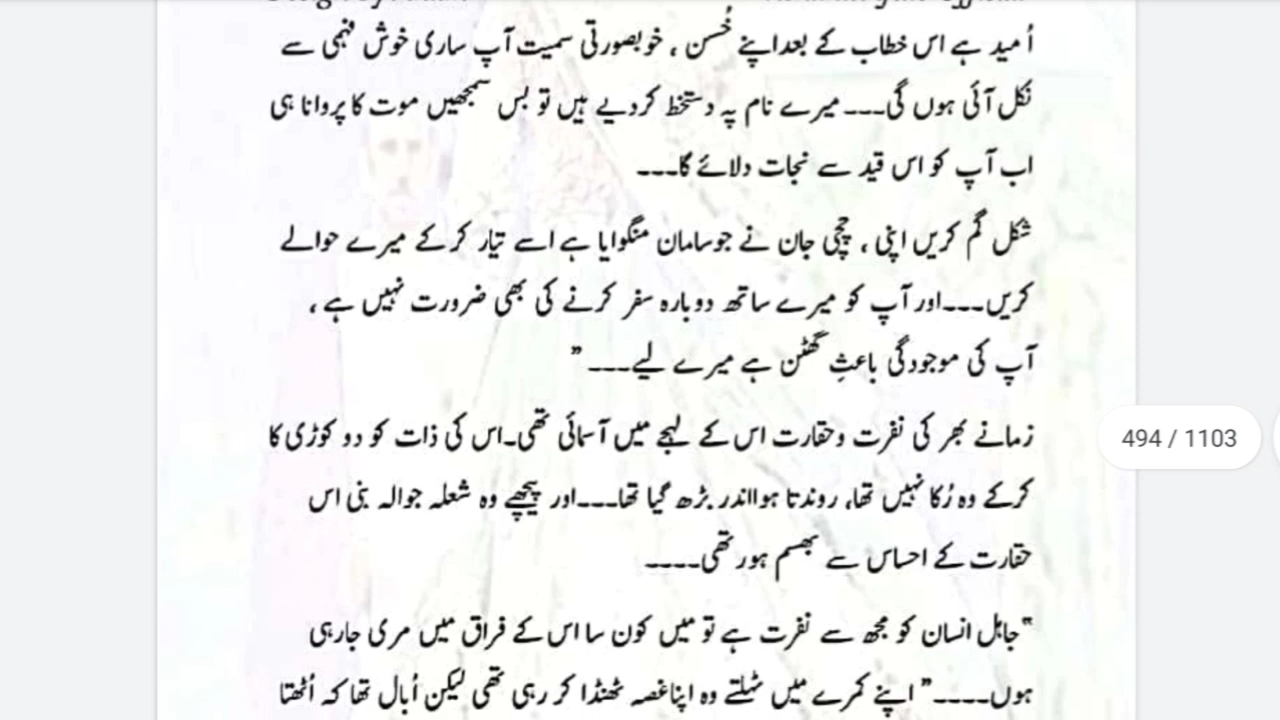 اُمید ہے اس خطاب کے بعد اپنے حُسن ، خوبصورتی سمیت آپ ساری خوش فہمی سے
نکل آئی ہوں گی۔۔۔ میرے نام پہ دستخط کردیے ہیں تو بس سمجھیں موت کا پروانا ہی
اب آپ کو اس قید سے نجات دلائے گا۔۔۔
شکل گم کریں اپنی ، چچی جان نے جو سامان منگوایا ہے اسے تیار کر کے میرے حوالے
کریں۔۔۔اور آپ کو میرے ساتھ دوبارہ سفر کرنے کی بھی ضرورت نہیں ہے ،
آپ کی موجودگی باعثِ گھٹن ہے میرے لیے۔۔۔ ”
زمانے بھر کی نفرت وحقارت اس کے لہجے میں آسمائی تھی۔اس کی ذات کو دو کوڑی کا
کرکے وہ رُکا نہیں تھا، روندتا ہوااندر بڑھ گیا تھا۔۔۔اور پیچھے وہ شعلہ جوالہ بنی اس
حقارت کے احساس سے بھسم ہورتھی۔۔۔۔
“جاہل انسان کو مجھ سے نفرت ہے تو میں کون سا اس کے فراق میں مری جارہی
ہوں۔۔۔۔” اپنے کمرے میں ٹہلتے وہ اپنا غصہ ٹھنڈا کر رہی تھی لیکن اُبال تھا کہ اُٹھتا
494 / 1103